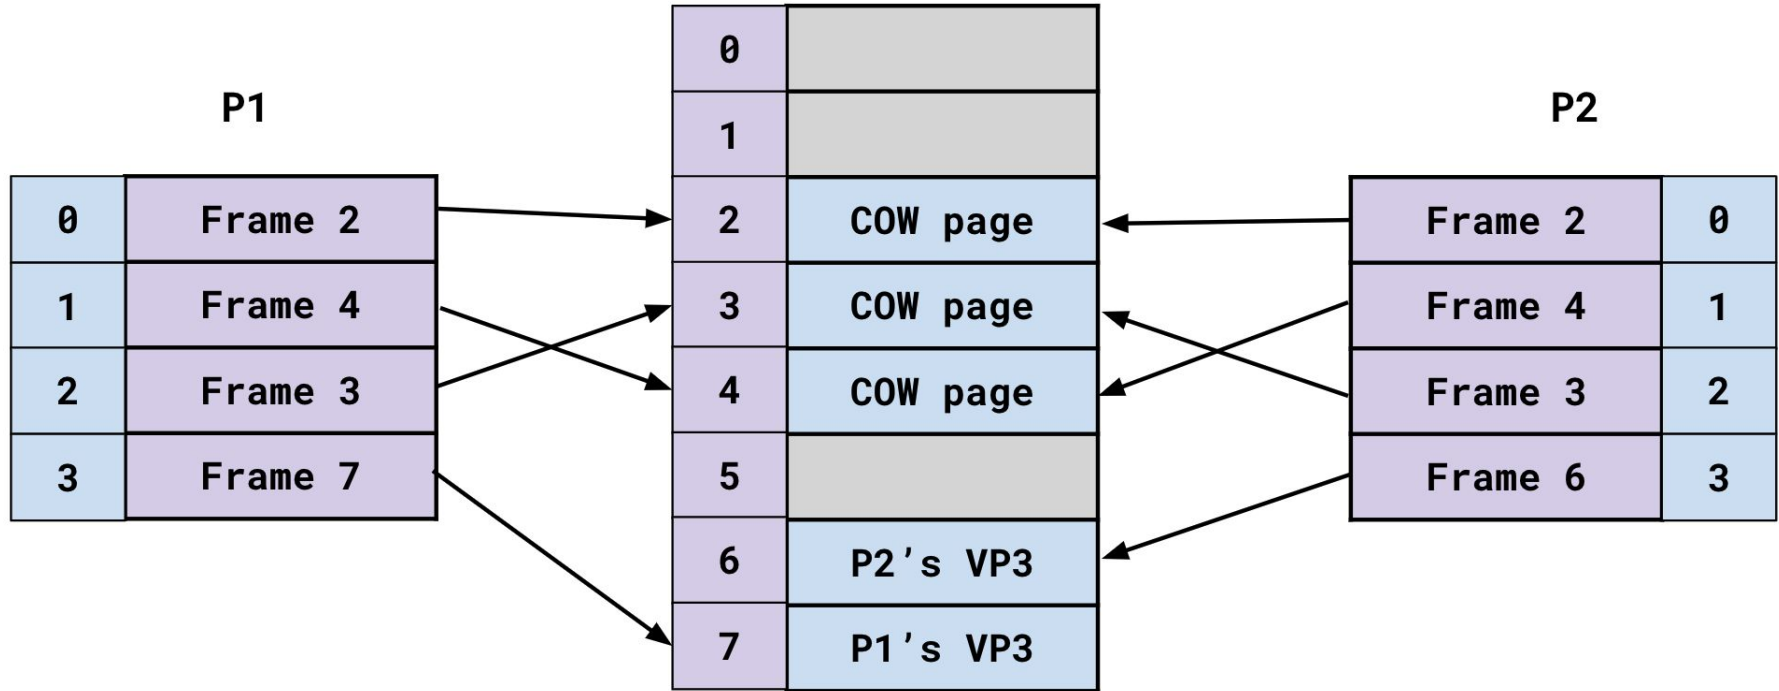 P1
0 Frame 2
1 Frame 4
2 Frame 3
3 Frame 7
0
1
2 COW page
3 COW page
4 COW page
5
6 P2’s VP3
7 P1’s VP3
P2
Frame 2 0
Frame 4 1
Frame 3 2
Frame 6 3